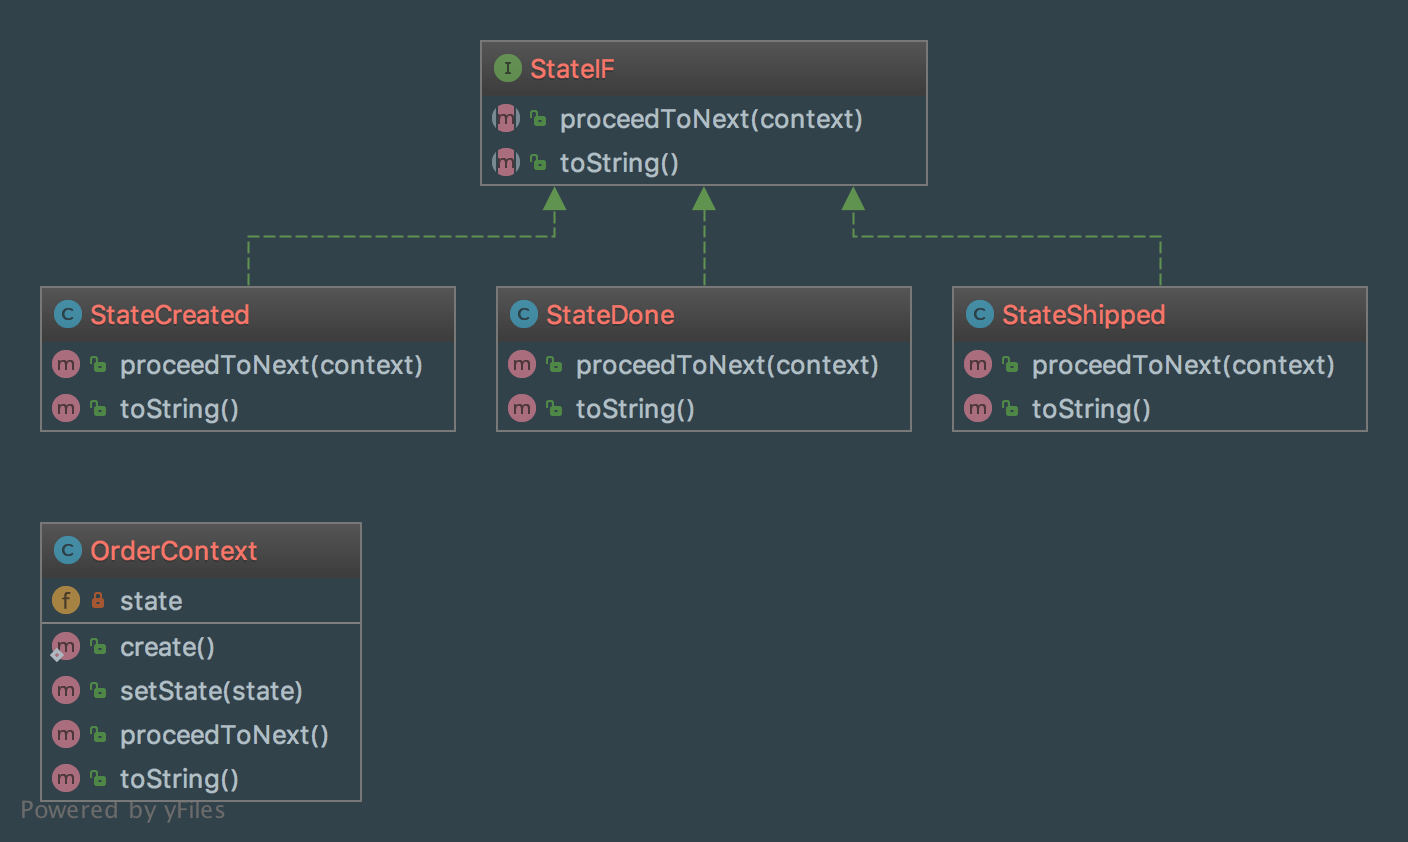 StateIF
proceedToNext(context)
toString()
StateCreated
proceedToNext(context)
toString()
StateDone
proceedToNext(context)
toString()
StateShipped
proceedToNext(context)
toString()
OrderContext
state
create()
setState(state)
proceedToNext()
toString()
Powered by yFiles